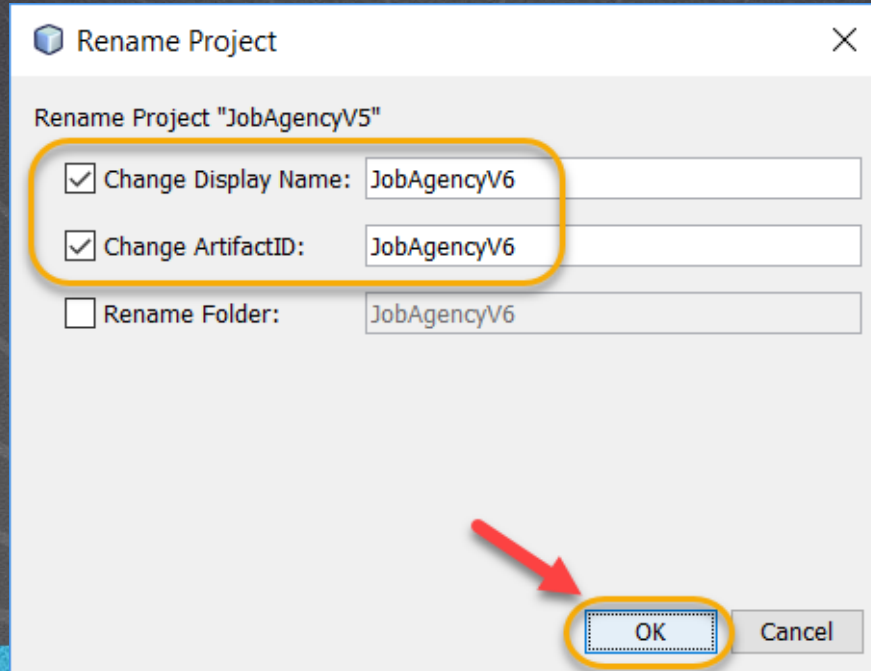 Rename Project
Rename Project "JobAgencyV5"
Change Display Name: JobAgencyV6
Change ArtifactID: JobAgencyV6
Rename Folder: JobAgencyV6
OK Cancel